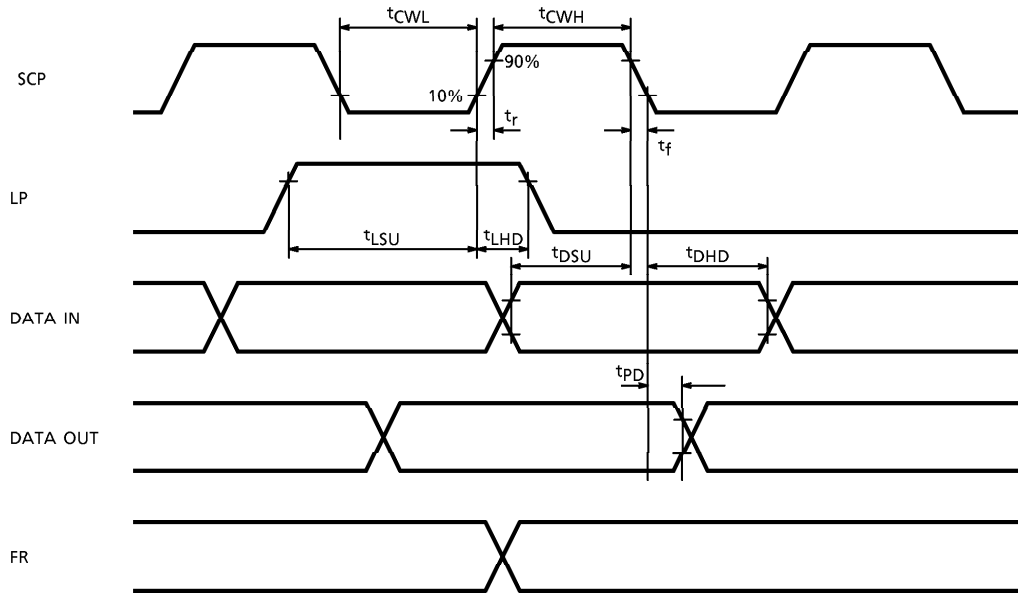 tCWL
tCWH
SCP
90%
10%
tr
tf
LP
tLSU
tLHD
tDSU
tDHD
DATA IN
tPD
DATA OUT
FR